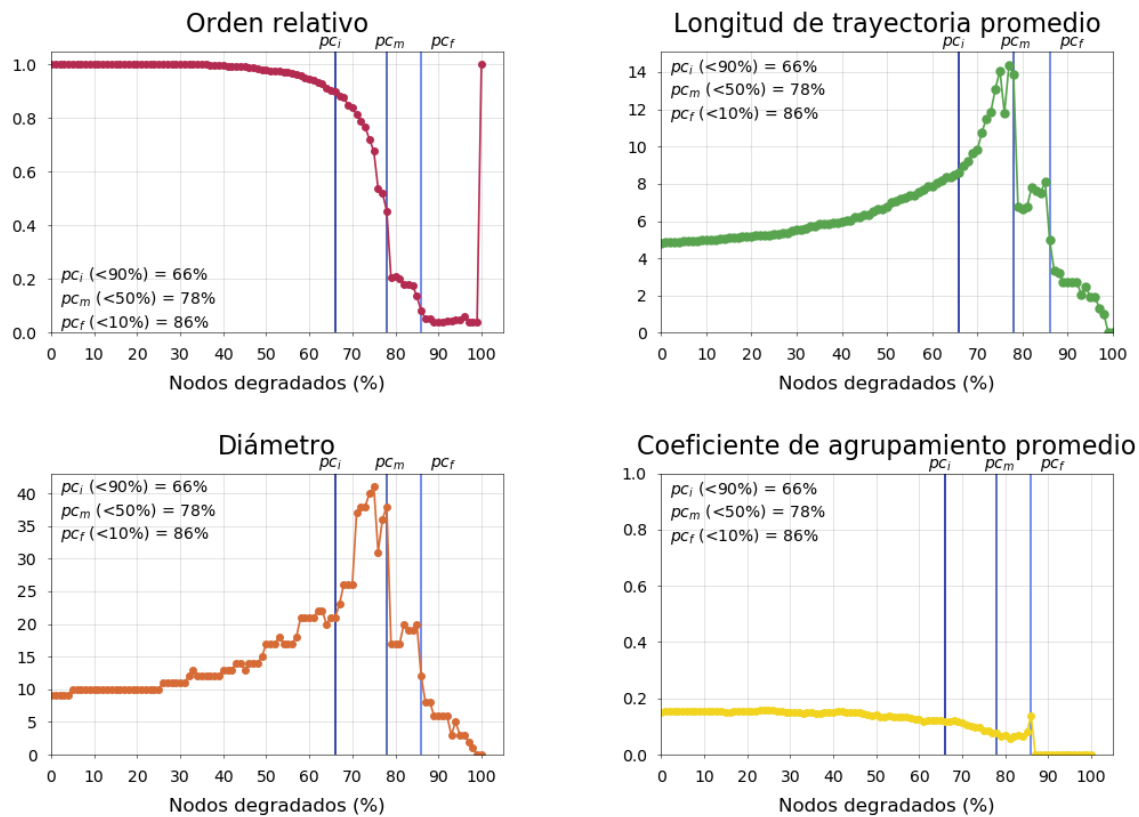 Orden relativo
pc_i pc_m pc_f
1.0
0.8
0.6
0.4
0.2
0.0
pc_i (<90%) = 66%
pc_m (<50%) = 78%
pc_f (<10%) = 86%
0 10 20 30 40 50 60 70 80 90 100
Nodos degradados (%)
Longitud de trayectoria promedio
pc_i pc_m pc_f
pc_i (<90%) = 66%
pc_m (<50%) = 78%
pc_f (<10%) = 86%
14
12
10
8
6
4
2
0
0 10 20 30 40 50 60 70 80 90 100
Nodos degradados (%)
Diámetro
pc_i pc_m pc_f
pc_i (<90%) = 66%
pc_m (<50%) = 78%
pc_f (<10%) = 86%
40
35
30
25
20
15
10
5
0
0 10 20 30 40 50 60 70 80 90 100
Nodos degradados (%)
Coeficiente de agrupamiento promedio
pc_i pc_m pc_f
pc_i (<90%) = 66%
pc_m (<50%) = 78%
pc_f (<10%) = 86%
1.0
0.8
0.6
0.4
0.2
0.0
0 10 20 30 40 50 60 70 80 90 100
Nodos degradados (%)